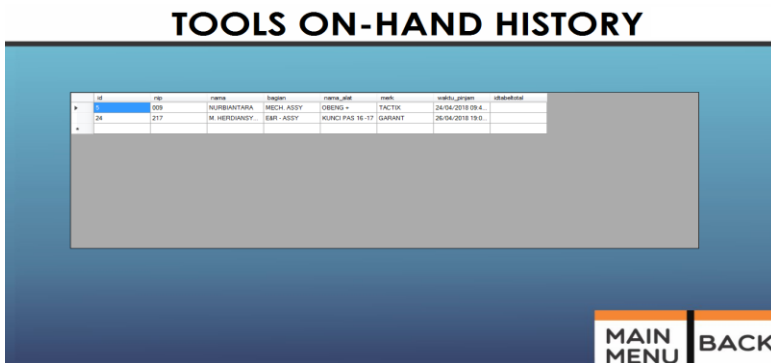 TOOLS ON-HAND HISTORY
id nip nama bagian nama_alat merk waktu_pinjam idtabeltotal
5 009 NURBIANTARA MECH. ASSY OBENG + TACTIX 24/04/2018 09:4...
24 217 M. HERDIANSY... E&R - ASSY KUNCI PAS 16 -17 GARANT 26/04/2018 19:0...
MAIN
MENU
BACK